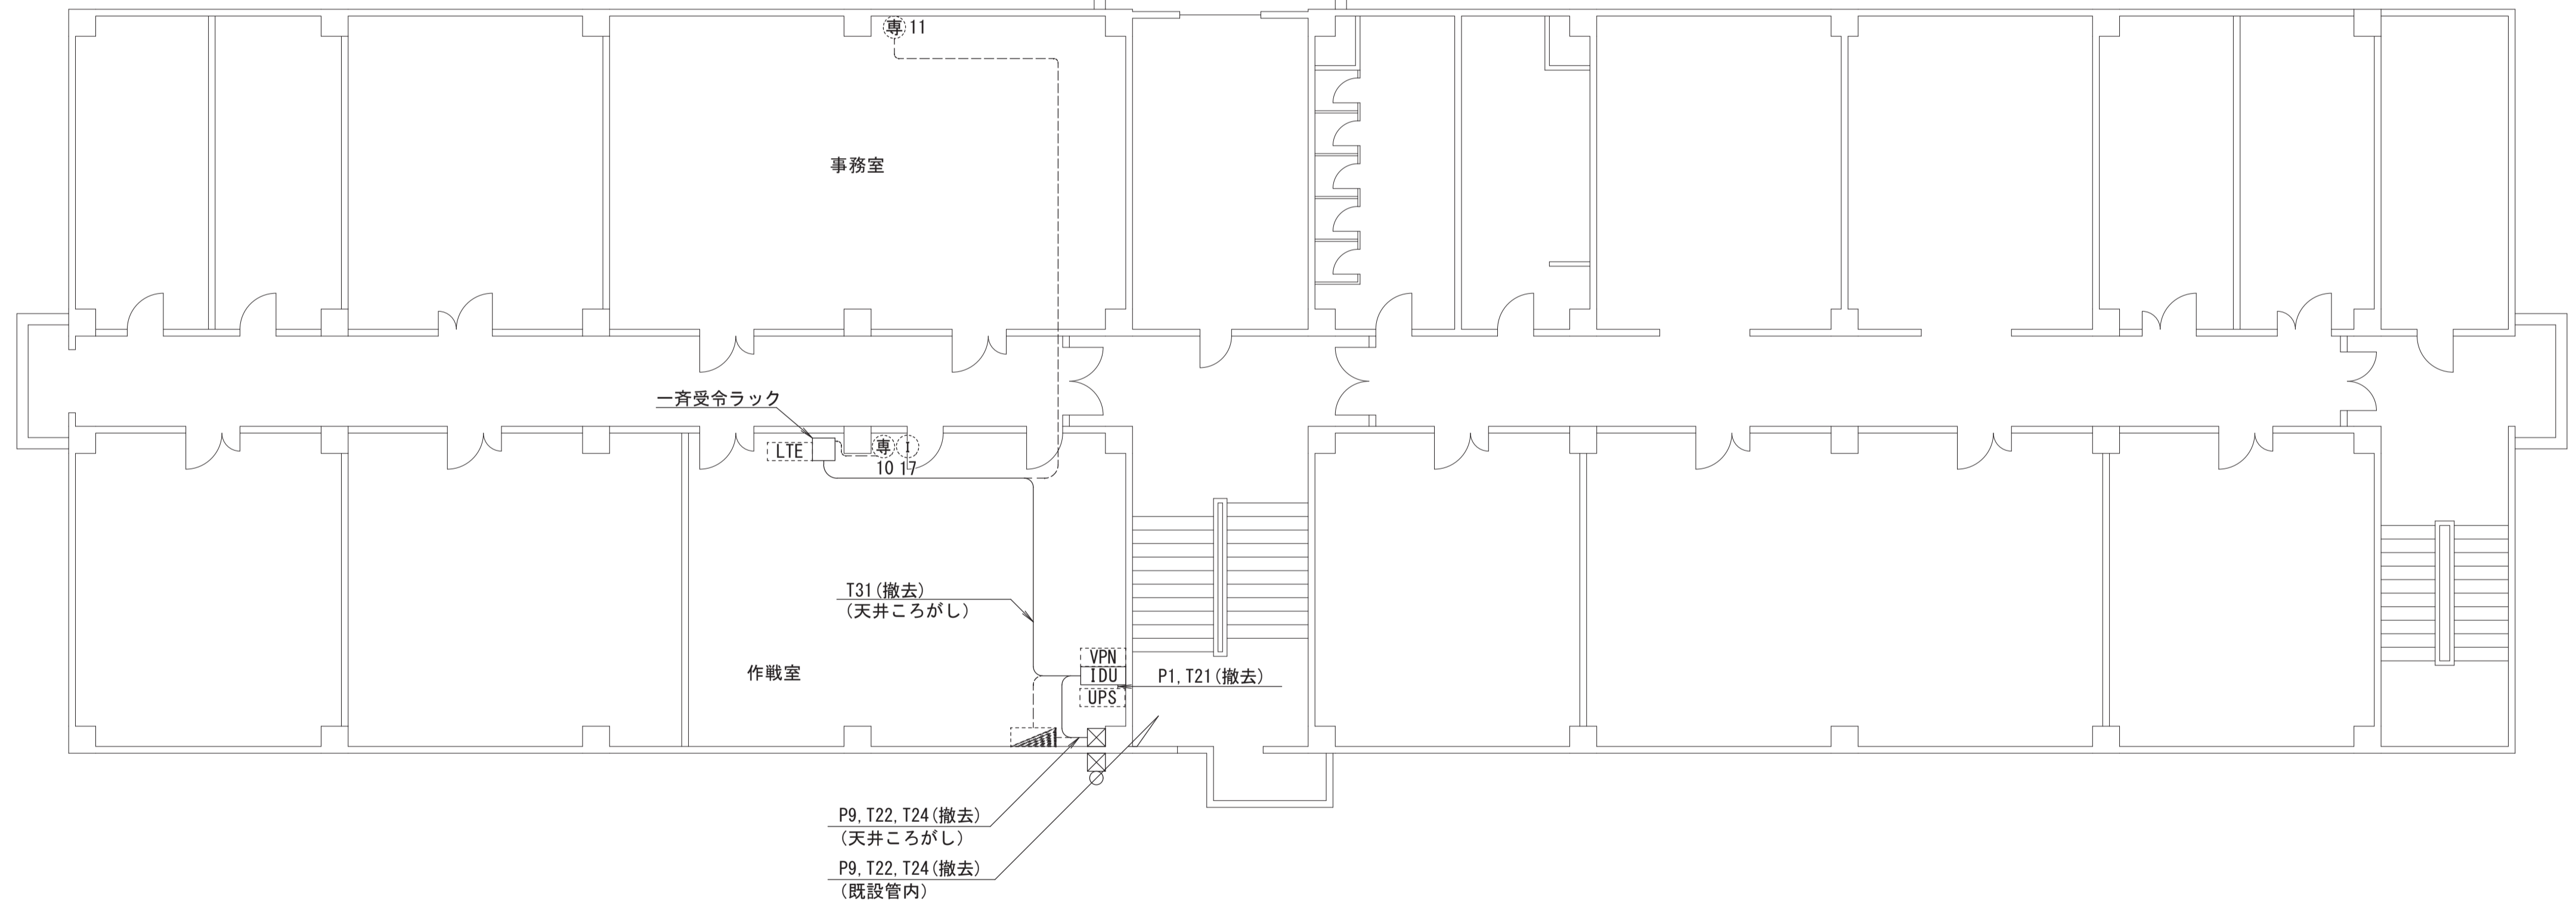 専 11
事務室
一斉受令ラック
LTE
専 I
10 17
T31(撤去)
(天井ころがし)
作戦室
VPN
IDU
UPS
P1, T21(撤去)
P9, T22, T24(撤去)
(天井ころがし)
P9, T22, T24(撤去)
(既設管内)